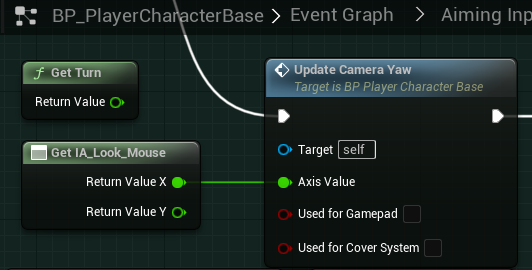 BP_PlayerCharacterBase > Event Graph > Aiming Inp
Get Turn
Return Value
Get IA_Look_Mouse
Return Value X
Return Value Y
Update Camera Yaw
Target is BP Player Character Base
Target self
Axis Value
Used for Gamepad
Used for Cover System